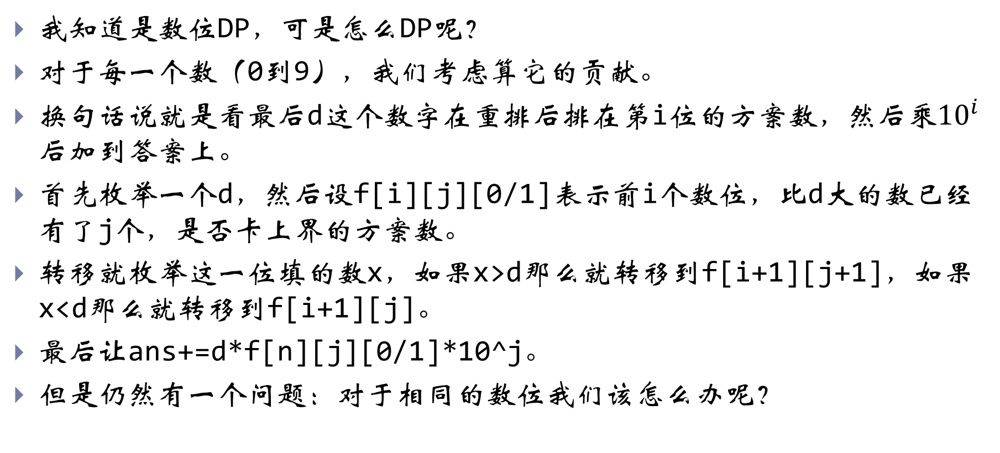 我知道是数位DP，可是怎么DP呢？
对于每一个数（0到9），我们考虑算它的贡献。
换句话说就是看最后d这个数字在重排后排在第i位的方案数，然后乘10^i
后加到答案上。
首先枚举一个d，然后设f[i][j][0/1]表示前i个数位，比d大的数已经
有了j个，是否卡上界的方案数。
转移就枚举这一位填的数x，如果x>d那么就转移到f[i+1][j+1]，如果
x<d那么就转移到f[i+1][j]。
最后让ans+=d*f[n][j][0/1]*10^j。
但是仍然有一个问题：对于相同的数位我们该怎么办呢？